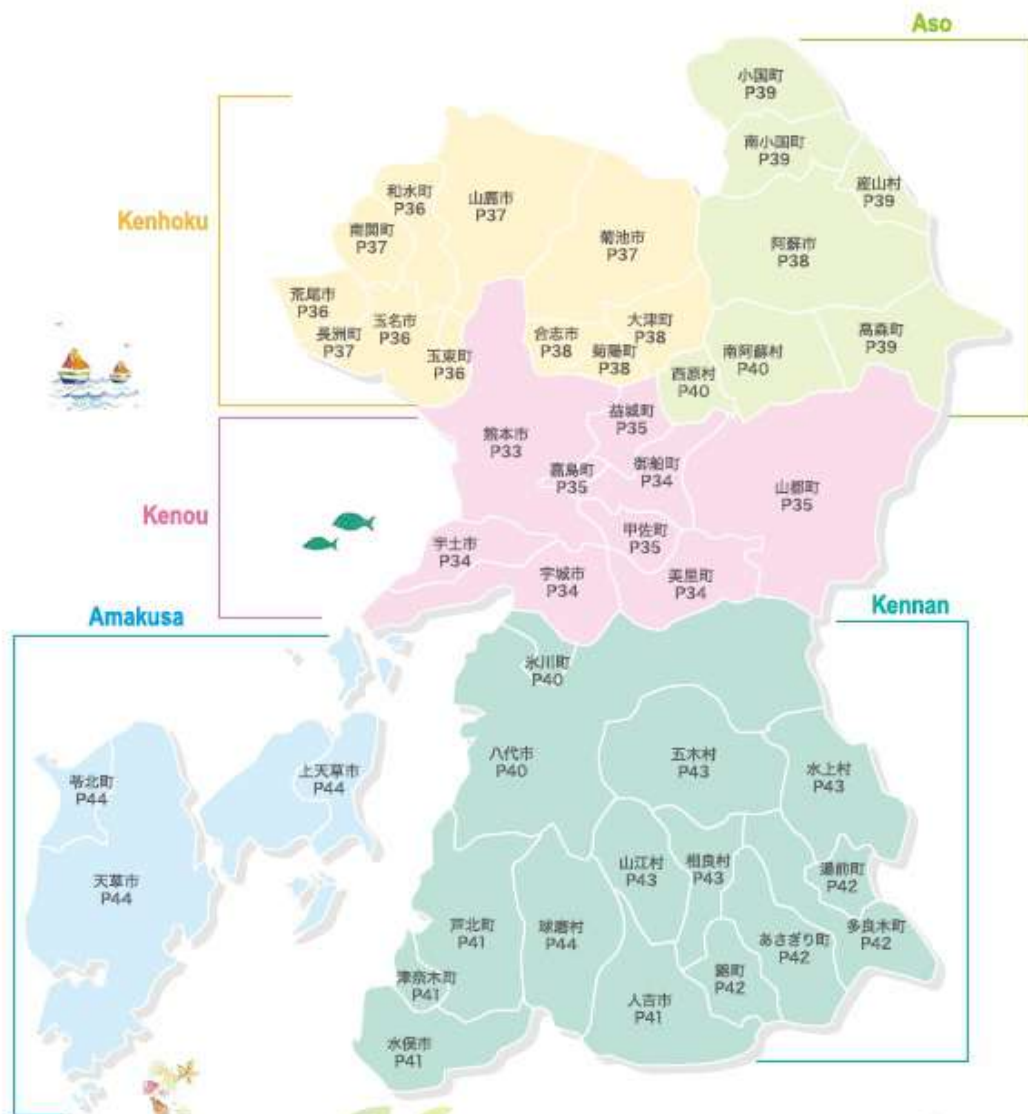 Aso
小国町
P39
南小国町
P39
産山村
P39
阿蘇市
P38
高森町
P39
南阿蘇村
P40
西原村
P40
Kenhoku
和水町
P36
山鹿市
P37
南関町
P37
菊池市
P37
荒尾市
P36
長洲町
P37
玉名市
P36
玉東町
P36
合志市
P38
大津町
P38
菊陽町
P38
Kenou
熊本市
P33
益城町
P35
嘉島町
P35
御船町
P34
山都町
P35
甲佐町
P35
宇土市
P34
宇城市
P34
美里町
P34
Amakusa
苓北町
P44
上天草市
P44
天草市
P44
Kennan
氷川町
P40
八代市
P40
五木村
P43
水上村
P43
山江村
P43
相良村
P43
湯前町
P42
多良木町
P42
あさぎり町
P42
錦町
P42
芦北町
P41
球磨村
P44
津奈木町
P41
人吉市
P41
水俣市
P41